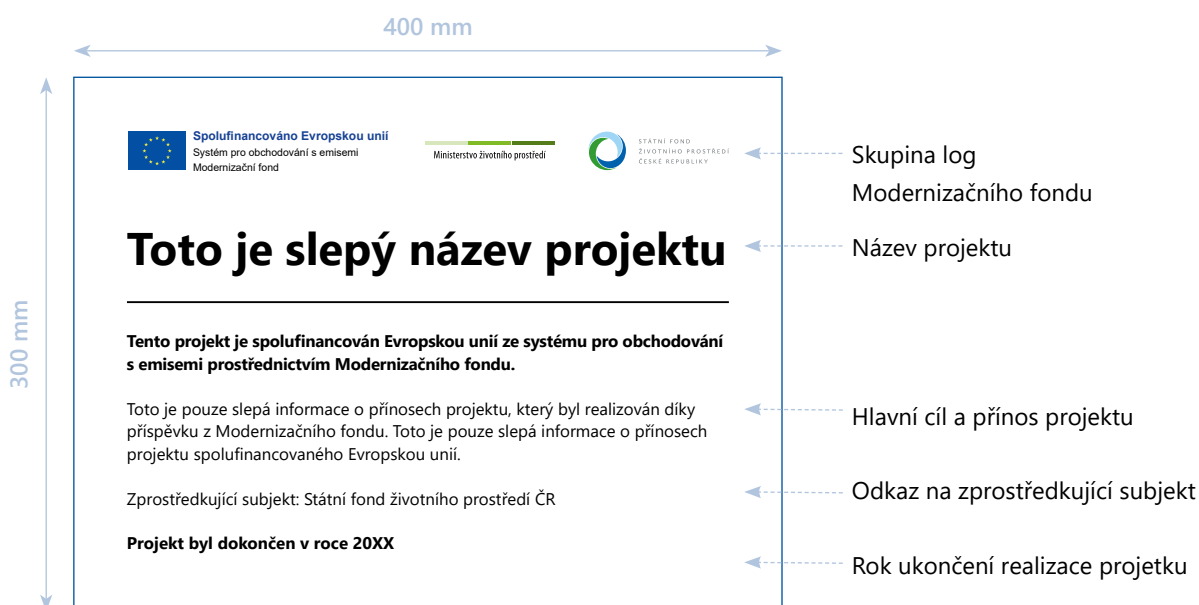 400 mm
300 mm
Spolufinancováno Evropskou unií
Systém pro obchodování s emisemi
Modernizační fond
Ministerstvo životního prostředí
STÁTNÍ FOND
ŽIVOTNÍHO PROSTŘEDÍ
ČESKÉ REPUBLIKY
Skupina log
Modernizačního fondu
Toto je slepý název projektu
Název projektu
Tento projekt je spolufinancován Evropskou unií ze systému pro obchodování
s emisemi prostřednictvím Modernizačního fondu.
Toto je pouze slepá informace o přínosech projektu, který byl realizován díky
příspěvku z Modernizačního fondu. Toto je pouze slepá informace o přínosech
projektu spolufinancovaného Evropskou unií.
Hlavní cíl a přínos projektu
Zprostředkující subjekt: Státní fond životního prostředí ČR
Odkaz na zprostředkující subjekt
Projekt byl dokončen v roce 20XX
Rok ukončení realizace projetku